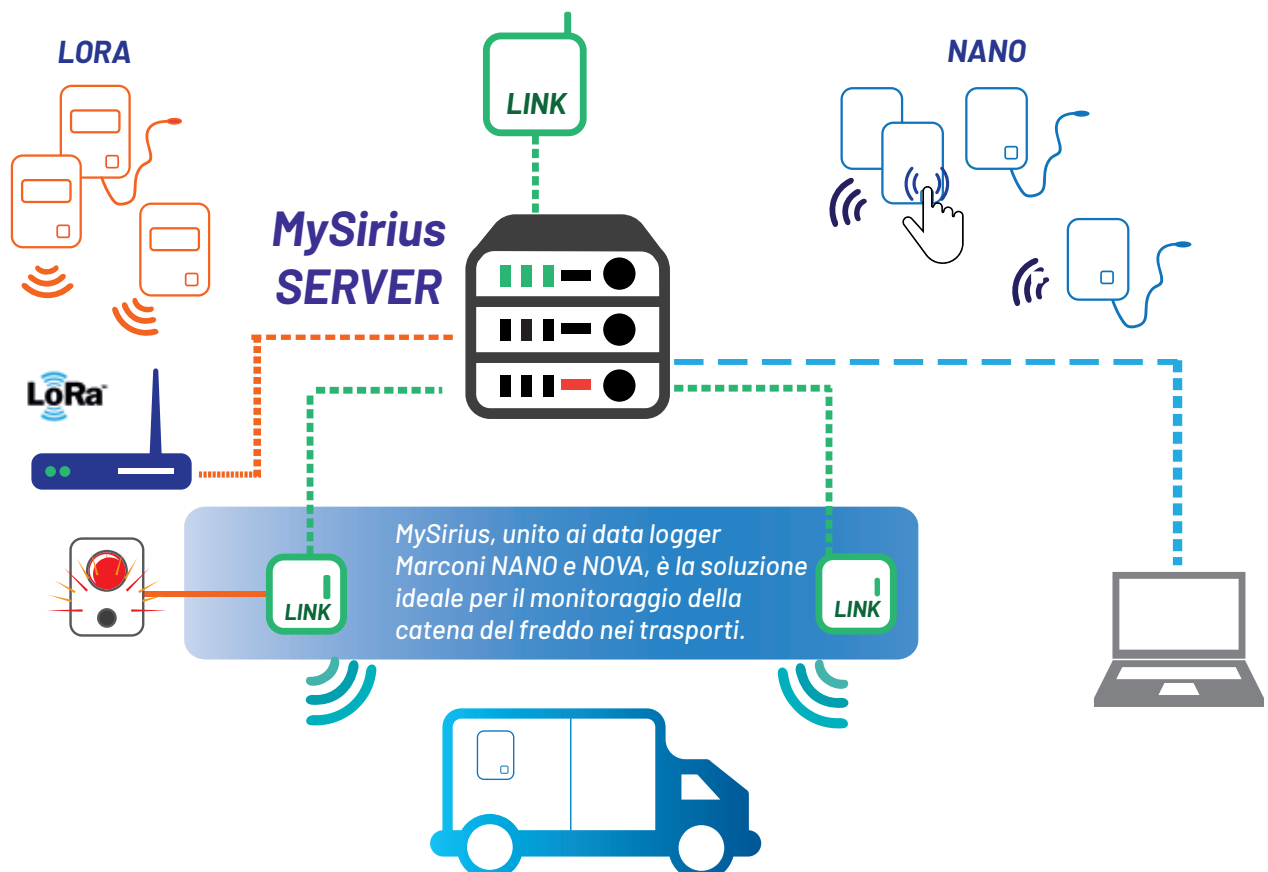 LORA
LINK
NANO
MySirius
SERVER
LoRa™
MySirius, unito ai data logger
Marconi NANO e NOVA, è la soluzione
ideale per il monitoraggio della
catena del freddo nei trasporti.
LINK
LINK